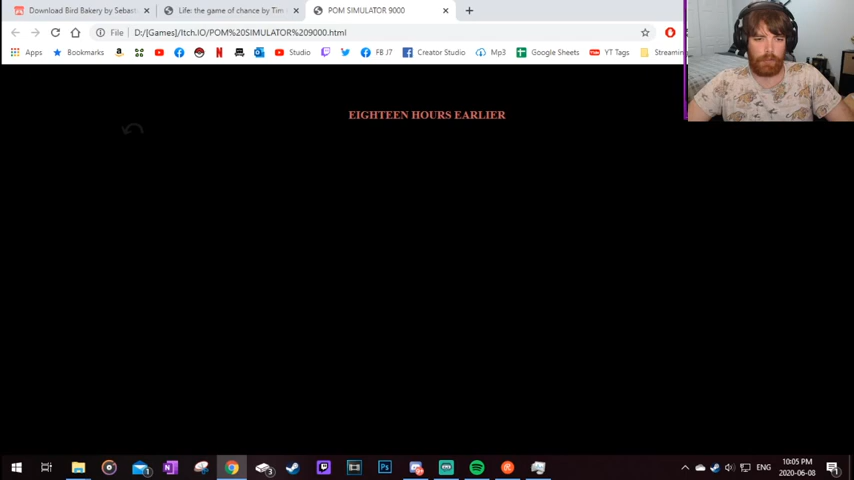 Download Bird Bakery by Sebast
Life: the game of chance by Tim
POM SIMULATOR 9000
File
D:/[Games]/Itch.IO/POM%20SIMULATOR%209000.html
Apps
Bookmarks
Studio
FB J7
Creator Studio
Mp3
Google Sheets
YT Tags
Streaming
EIGHTEEN HOURS EARLIER
ENG
10:05 PM
2020-06-08